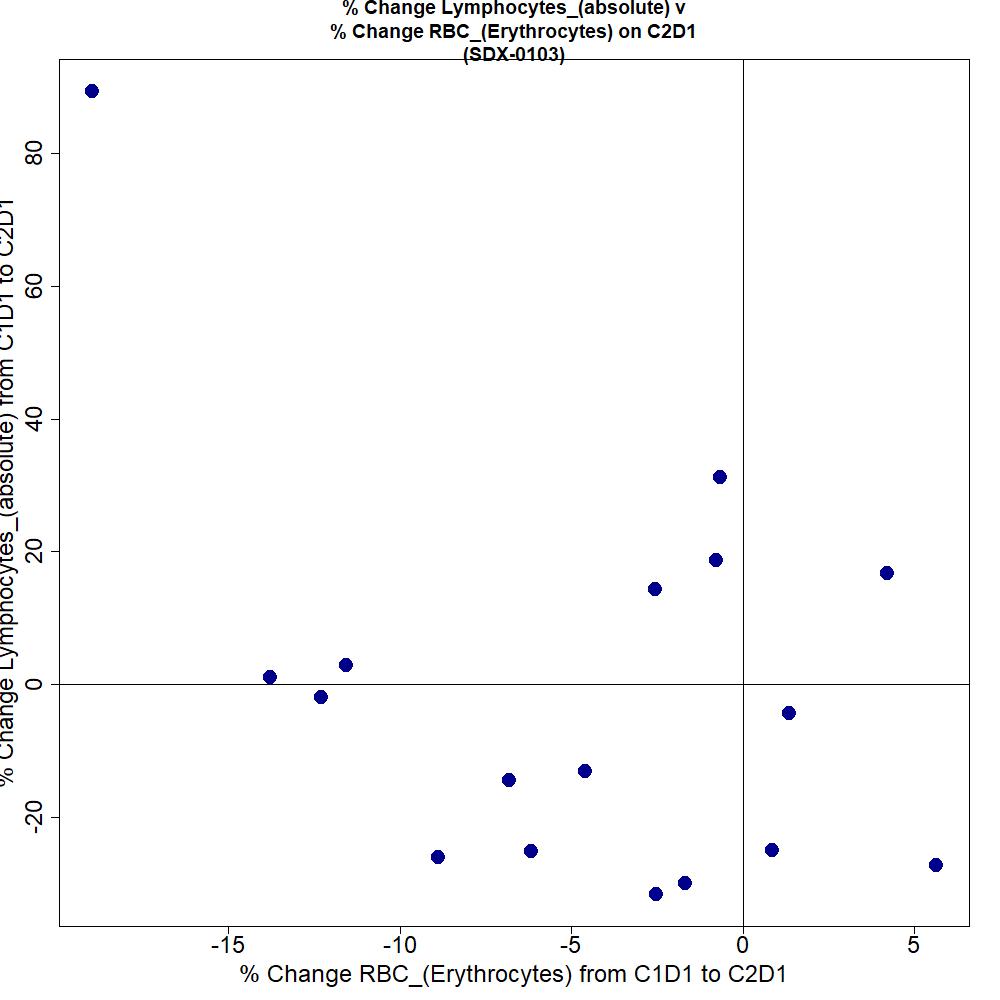 % Change Lymphocytes_(absolute) v
% Change RBC_(Erythrocytes) on C2D1
(SDX-0103)
% Change Lymphocytes_(absolute) from C1D1 to C2D1
80
60
40
20
0
-20
-15
-10
-5
0
5
% Change RBC_(Erythrocytes) from C1D1 to C2D1